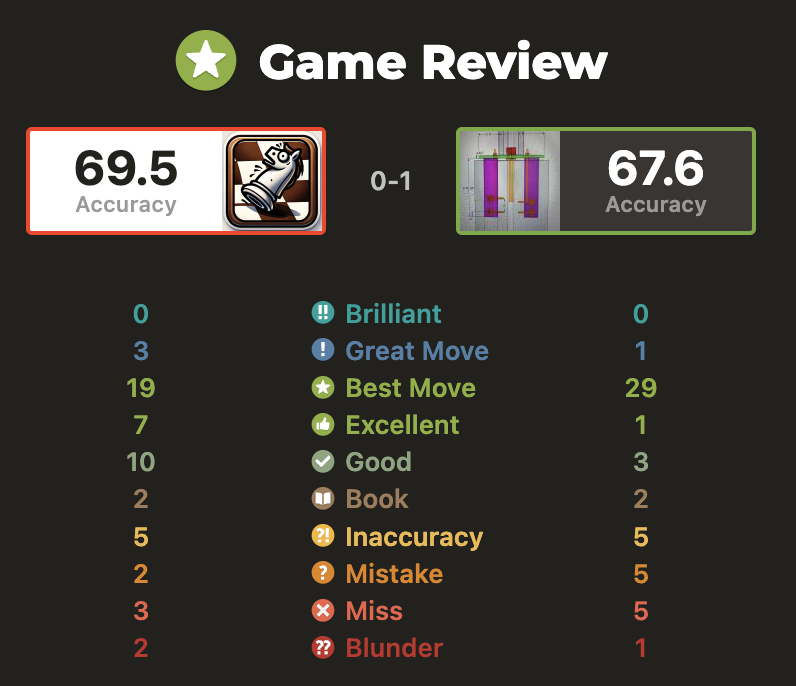 Game Review
69.5 Accuracy 0-1 67.6 Accuracy
0 !! Brilliant 0
3 ! Great Move 1
19 Best Move 29
7 Excellent 1
10 Good 3
2 Book 2
5 ?! Inaccuracy 5
2 ? Mistake 5
3 Miss 5
2 ?? Blunder 1